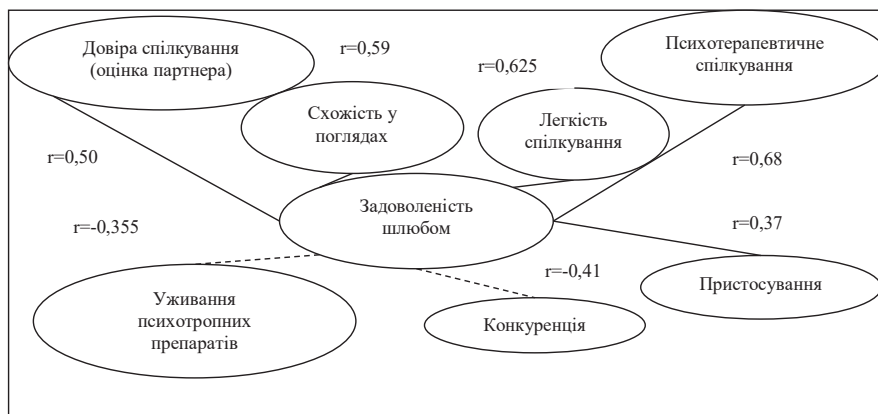 Довіра спілкування
(оцінка партнера)
r=0,59
r=0,625
Психотерапевтичне
спілкування
Схожість у
поглядах
Легкість
спілкування
r=0,50
r=0,68
Задоволеність
шлюбом
r=-0,355
r=0,37
r=-0,41
Уживання
психотропних
препаратів
Конкуренція
Пристосування